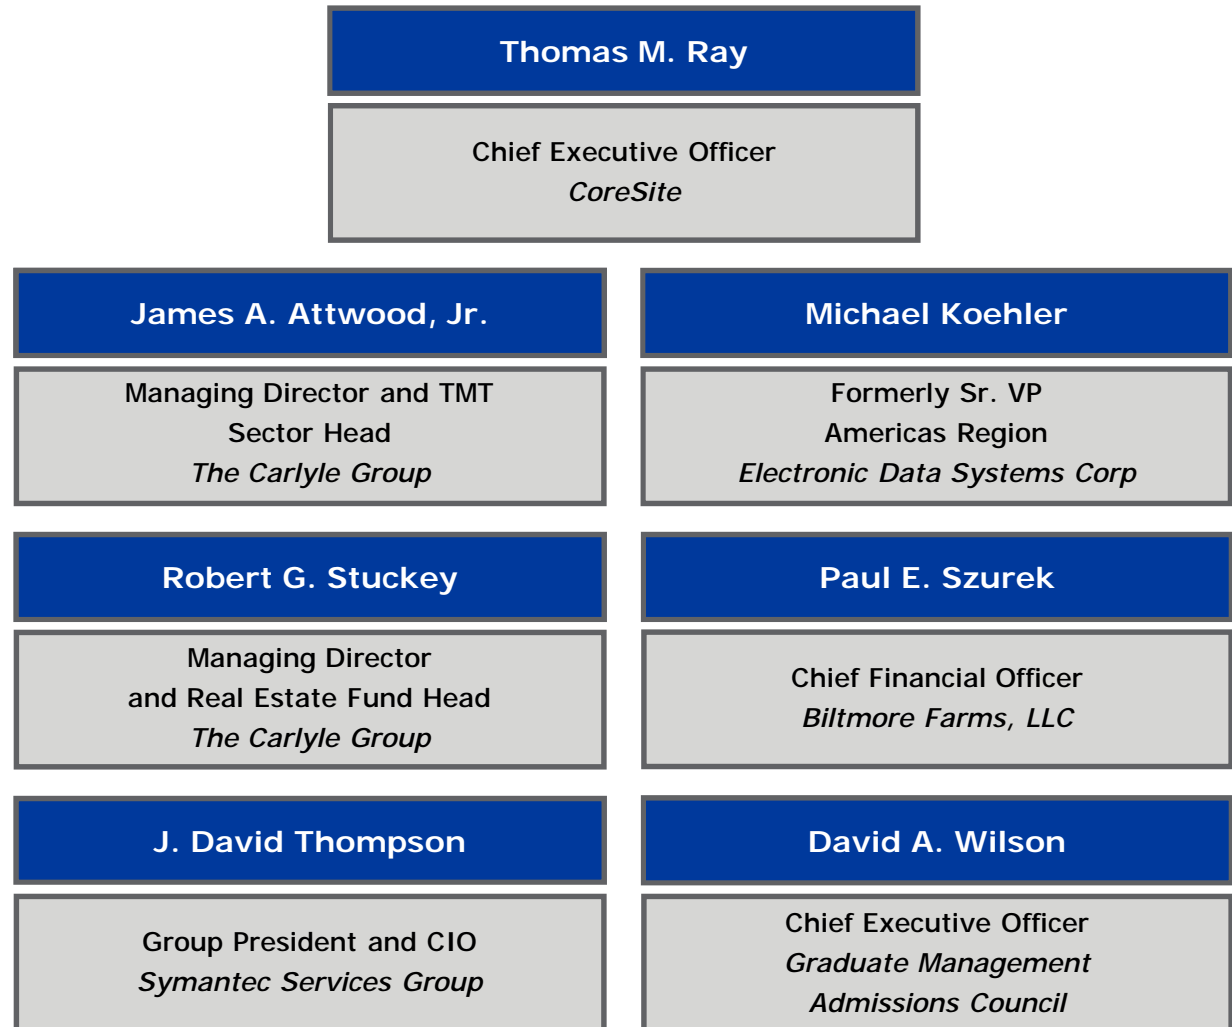 Thomas M. Ray
Chief Executive Officer
CoreSite
James A. Attwood, Jr.
Managing Director and TMT
Sector Head
The Carlyle Group
Michael Koehler
Formerly Sr. VP
Americas Region
Electronic Data Systems Corp
Robert G. Stuckey
Managing Director
and Real Estate Fund Head
The Carlyle Group
Paul E. Szurek
Chief Financial Officer
Biltmore Farms, LLC
J. David Thompson
Group President and CIO
Symantec Services Group
David A. Wilson
Chief Executive Officer
Graduate Management
Admissions Council